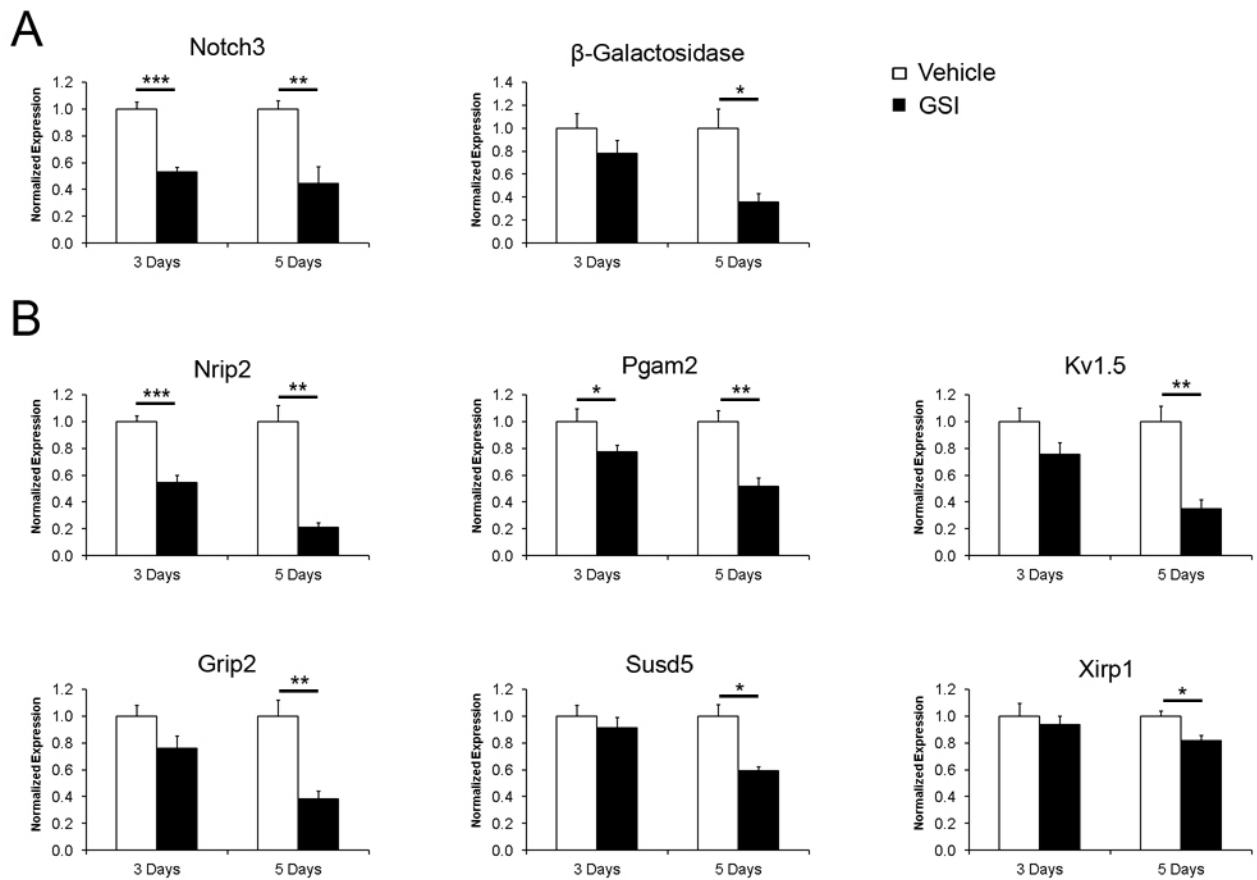 A
Notch3
β-Galactosidase
Vehicle
GSI
Normalized Expression
1.2
1.0
0.8
0.6
0.4
0.2
0.0
***
**
3 Days
5 Days
Normalized Expression
1.4
1.2
1.0
0.8
0.6
0.4
0.2
0.0
*
3 Days
5 Days
B
Nrip2
Normalized Expression
1.2
1.0
0.8
0.6
0.4
0.2
0.0
***
**
3 Days
5 Days
Pgam2
Normalized Expression
1.2
1.0
0.8
0.6
0.4
0.2
0.0
*
**
3 Days
5 Days
Kv1.5
Normalized Expression
1.2
1.0
0.8
0.6
0.4
0.2
0.0
**
3 Days
5 Days
Grip2
Normalized Expression
1.2
1.0
0.8
0.6
0.4
0.2
0.0
**
3 Days
5 Days
Susd5
Normalized Expression
1.2
1.0
0.8
0.6
0.4
0.2
0.0
*
3 Days
5 Days
Xirp1
Normalized Expression
1.2
1.0
0.8
0.6
0.4
0.2
0.0
*
3 Days
5 Days